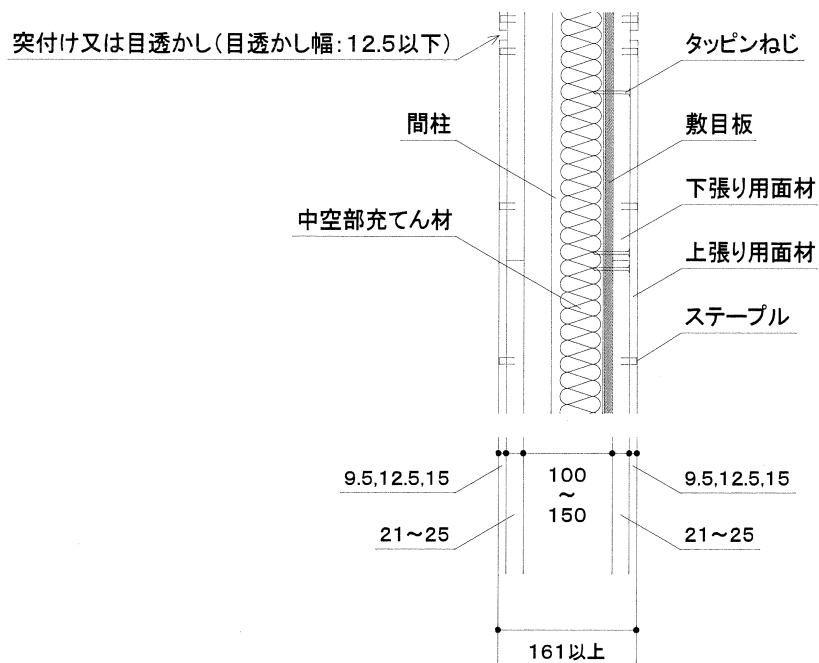 突付け又は目透かし(目透かし幅:12.5以下)
タッピンねじ
間柱
敷目板
下張り用面材
中空部充てん材
上張り用面材
ステープル
9.5,12.5,15
100
～
150
9.5,12.5,15
21～25
21～25
161以上